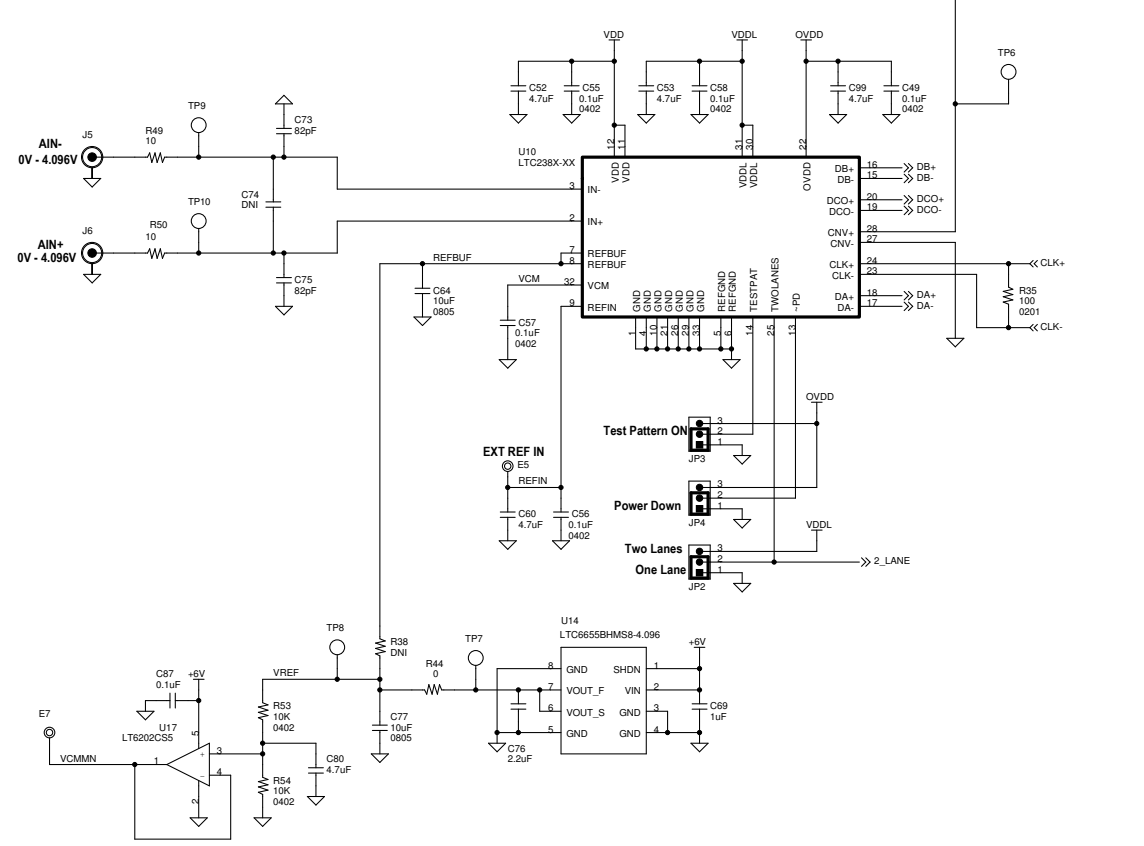 VDD
VDDL
OVDD
TP6
C52
4.7uF
C55
0.1uF
0402
C53
4.7uF
C58
0.1uF
0402
C99
4.7uF
C49
0.1uF
0402
TP9
C73
82pF
AIN-
0V - 4.096V
J5
R49
10
U10
LTC238X-XX
12
11
31
30
22
VDD
VDD
VDDL
VDDL
OVDD
DB+ 16 DB+
DB- 15 DB-
DCO+ 20 DCO+
DCO- 19 DCO-
CNV+ 28
CNV- 27
CLK+ 24 CLK+
CLK- 23
DA+ 18 DA+
DA- 17 DA-
R35
100
0201
CLK-
3 IN-
2 IN+
7 REFBUF
8 REFBUF
32 VCM
9 REFIN
C74
DNI
TP10
AIN+
0V - 4.096V
J6
R50
10
C75
82pF
REFBUF
C64
10uF
0805
VCM
C57
0.1uF
0402
GND
GND
GND
GND
GND
GND
GND
REFGND
REFGND
TESTPAT
TWOLANES
~PD
1
4
10
21
26
29
33
5
6
14
25
13
OVDD
Test Pattern ON
3
2
1
JP3
EXT REF IN
E5
REFIN
C60
4.7uF
C56
0.1uF
0402
Power Down
3
2
1
JP4
VDDL
Two Lanes
One Lane
3
2
1
JP2
2_LANE
U14
LTC6655BHMS8-4.096
8 GND
7 VOUT_F
6 VOUT_S
5 GND
SHDN 1
VIN 2
GND 3
GND 4
+6V
C69
1uF
TP8
R38
DNI
R44
0
TP7
C76
2.2uF
VREF
C77
10uF
0805
C87
0.1uF
+6V
R53
10K
0402
E7
U17
LT6202CS5
VCMMN
1
5
+ 3
- 4
2
R54
10K
0402
C80
4.7uF